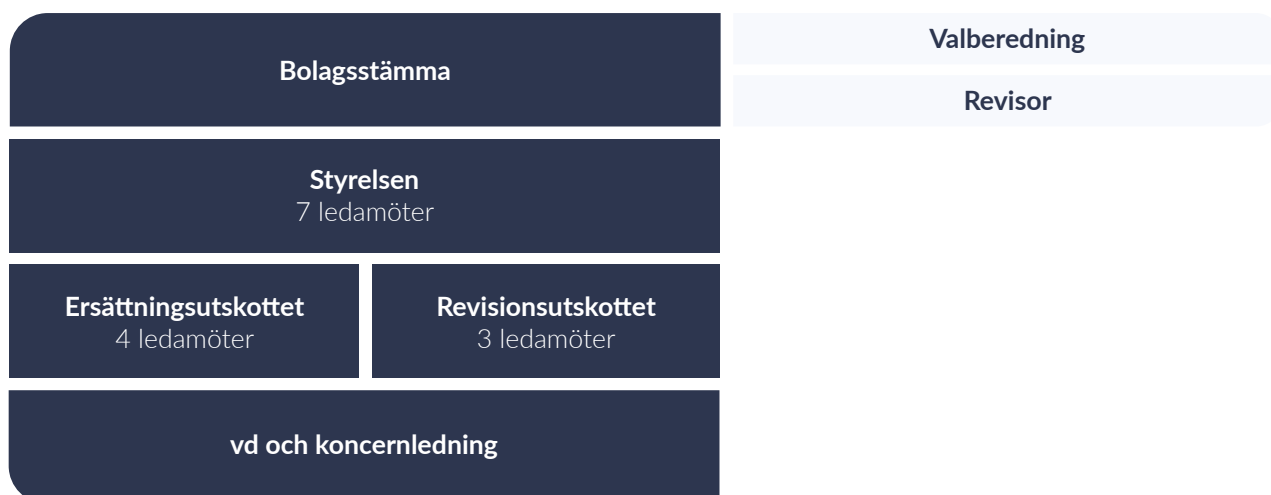 Bolagsstämma
Valberedning
Revisor
Styrelsen
7 ledamöter
Ersättningsutskottet
4 ledamöter
Revisionsutskottet
3 ledamöter
vd och koncernledning